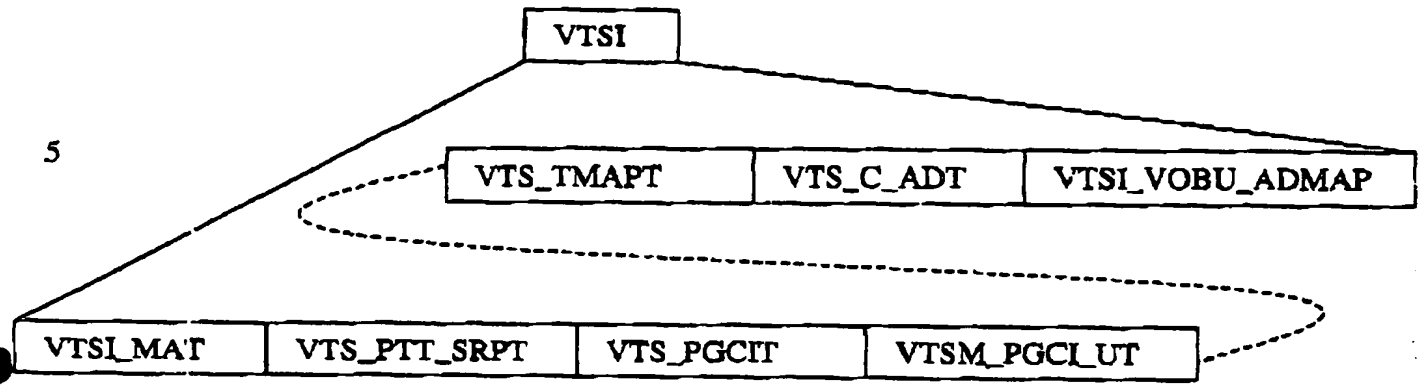 VTSI
5
VTS_TMAPT VTS_C_ADT VTSI_VOBU_ADMAP
VTSI_MAT VTS_PTT_SRPT VTS_PGCIT VTSM_PGCI_UT